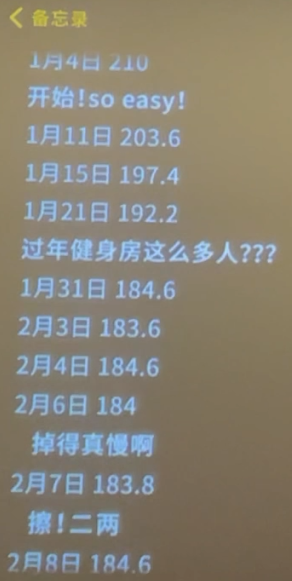 备忘录
1月4日 210
开始!so easy!
1月11日 203.6
1月15日 197.4
1月21日 192.2
过年健身房这么多人???
1月31日 184.6
2月3日 183.6
2月4日 184.6
2月6日 184
掉得真慢啊
2月7日 183.8
擦!二两
2月8日 184.6